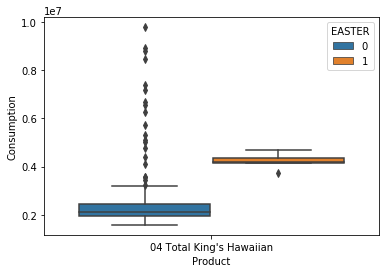 1e7
EASTER
0
1
1.0
0.8
0.6
0.4
0.2
Consumption
04 Total King's Hawaiian
Product